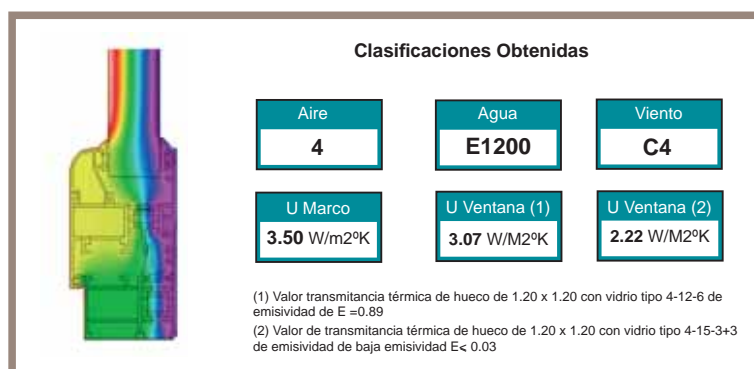 Clasificaciones Obtenidas
Aire
4
Agua
E1200
Viento
C4
U Marco
3.50 W/m2ºK
U Ventana (1)
3.07 W/M2ºK
U Ventana (2)
2.22 W/M2ºK
(1) Valor transmitancia térmica de hueco de 1.20 x 1.20 con vidrio tipo 4-12-6 de
emisividad de E =0.89
(2) Valor de transmitancia térmica de hueco de 1.20 x 1.20 con vidrio tipo 4-15-3+3
de emisividad de baja emisividad E≤ 0.03